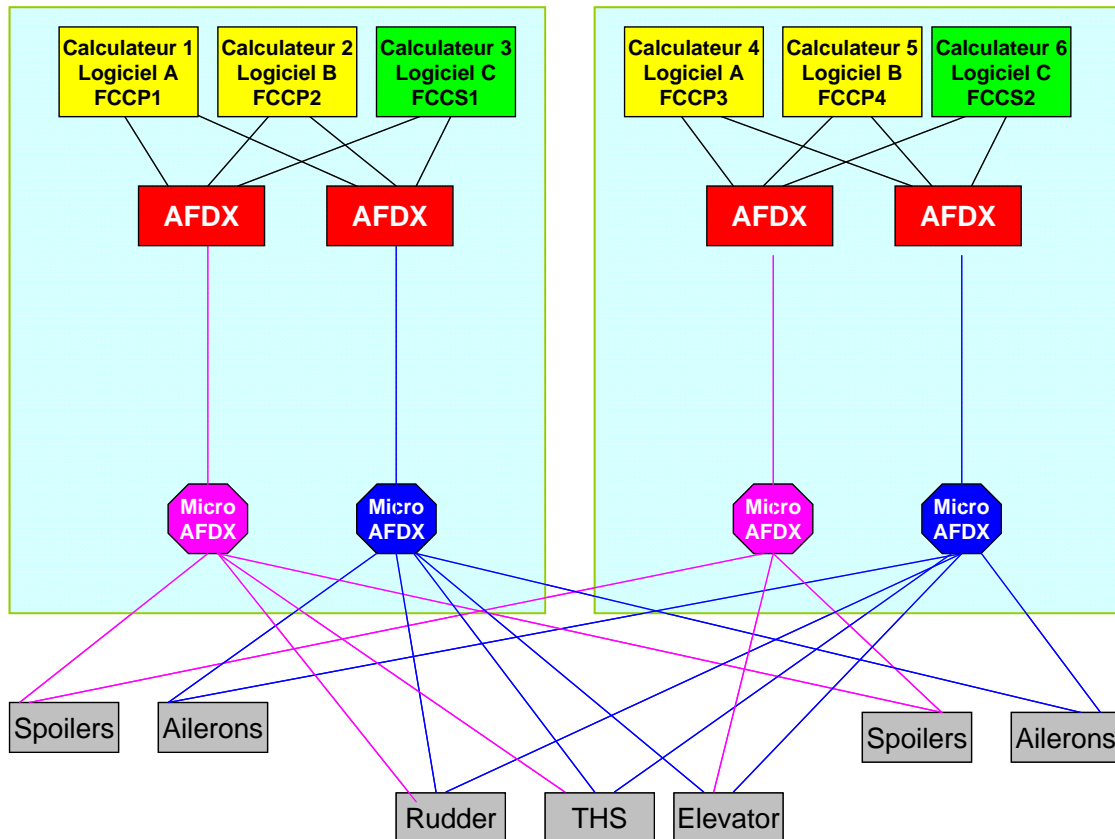 Calculateur 1
Logiciel A
FCCP1
Calculateur 2
Logiciel B
FCCP2
Calculateur 3
Logiciel C
FCCS1
Calculateur 4
Logiciel A
FCCP3
Calculateur 5
Logiciel B
FCCP4
Calculateur 6
Logiciel C
FCCS2
AFDX
AFDX
AFDX
AFDX
Micro
AFDX
Micro
AFDX
Micro
AFDX
Micro
AFDX
Spoilers
Ailerons
Spoilers
Ailerons
Rudder
THS
Elevator